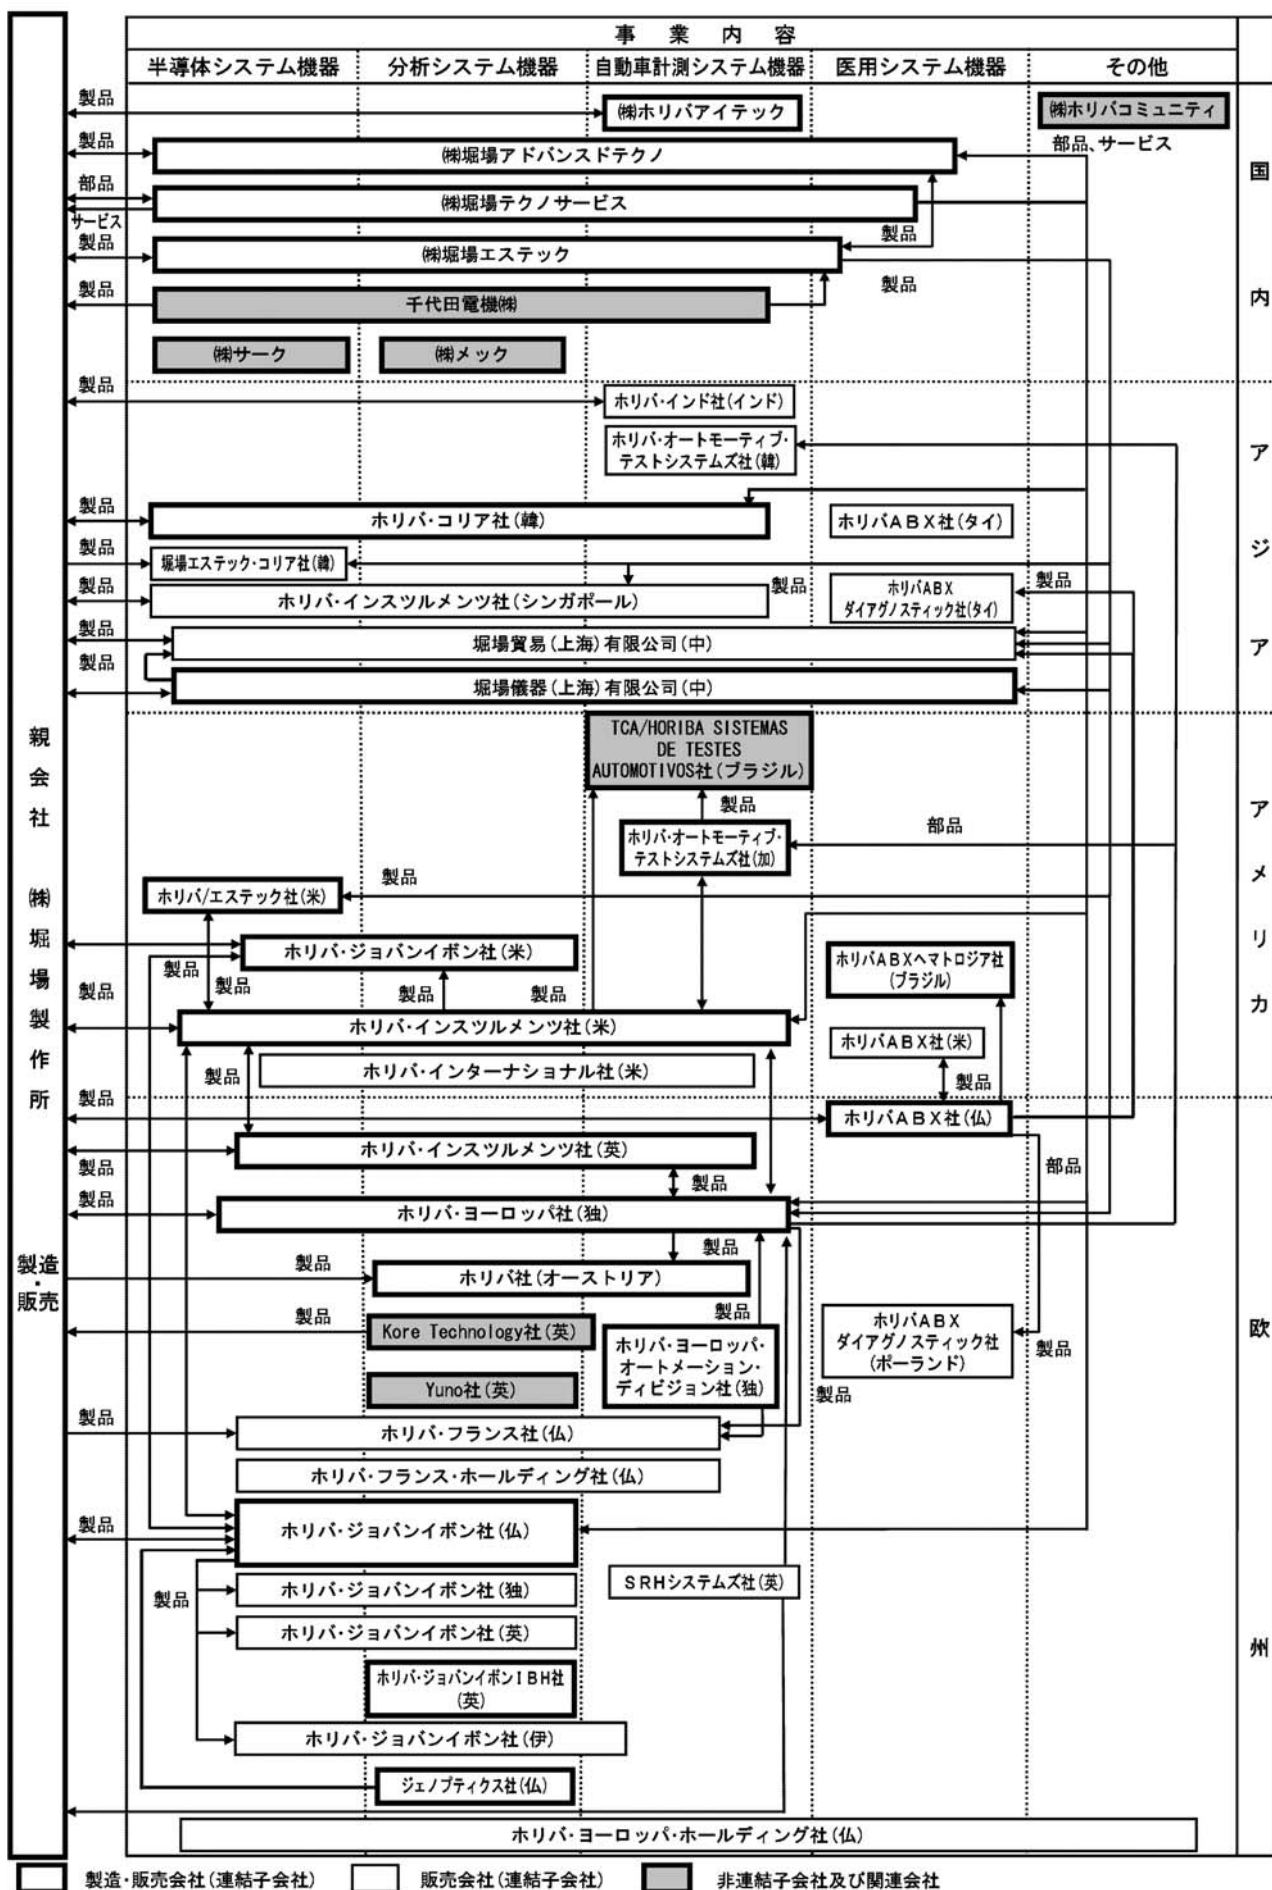 事業内容
半導体システム機器
分析システム機器
自動車計測システム機器
医用システム機器
その他
国内
製品
㈱ホリバアイテック
㈱ホリバコミュニティ
部品、サービス
製品
㈱堀場アドバンスドテクノ
部品
㈱堀場テクノサービス
サービス
製品
製品
㈱堀場エステック
製品
製品
千代田電機㈱
㈱サーク
㈱メック
アジア
製品
ホリバ・インド社(インド)
ホリバ・オートモーティブ・
テストシステムズ社(韓)
製品
ホリバ・コリア社(韓)
ホリバABX社(タイ)
製品
堀場エステック・コリア社(韓)
製品
ホリバ・インスツルメンツ社(シンガポール)
製品
ホリバABX
ダイアグノスティック社(タイ)
製品
製品
堀場貿易(上海)有限公司(中)
製品
堀場儀器(上海)有限公司(中)
アメリカ
TCA/HORIBA SISTEMAS
DE TESTES
AUTOMOTIVOS社(ブラジル)
製品
ホリバ・オートモーティブ・
テストシステムズ社(加)
部品
親会社
㈱堀場製作所
製造・販売
ホリバ/エステック社(米)
製品
ホリバ・ジョバンイボン社(米)
ホリバABXヘマトロジア社
(ブラジル)
製品
製品
製品
製品
製品
ホリバ・インスツルメンツ社(米)
ホリバABX社(米)
製品
ホリバ・インターナショナル社(米)
製品
欧州
製品
ホリバABX社(仏)
ホリバ・インスツルメンツ社(英)
製品
部品
製品
製品
ホリバ・ヨーロッパ社(独)
製品
製品
ホリバ社(オーストリア)
製品
Kore Technology社(英)
製品
ホリバ・ヨーロッパ・
オートメーション・
ディビジョン社(独)
ホリバABX
ダイアグノスティック社
(ポーランド)
製品
製品
Yuno社(英)
製品
ホリバ・フランス社(仏)
ホリバ・フランス・ホールディング社(仏)
製品
ホリバ・ジョバンイボン社(仏)
製品
ホリバ・ジョバンイボン社(独)
SRHシステムズ社(英)
ホリバ・ジョバンイボン社(英)
ホリバ・ジョバンイボンIBH社
(英)
ホリバ・ジョバンイボン社(伊)
ジェノプティクス社(仏)
ホリバ・ヨーロッパ・ホールディング社(仏)
製造・販売会社(連結子会社)
販売会社(連結子会社)
非連結子会社及び関連会社